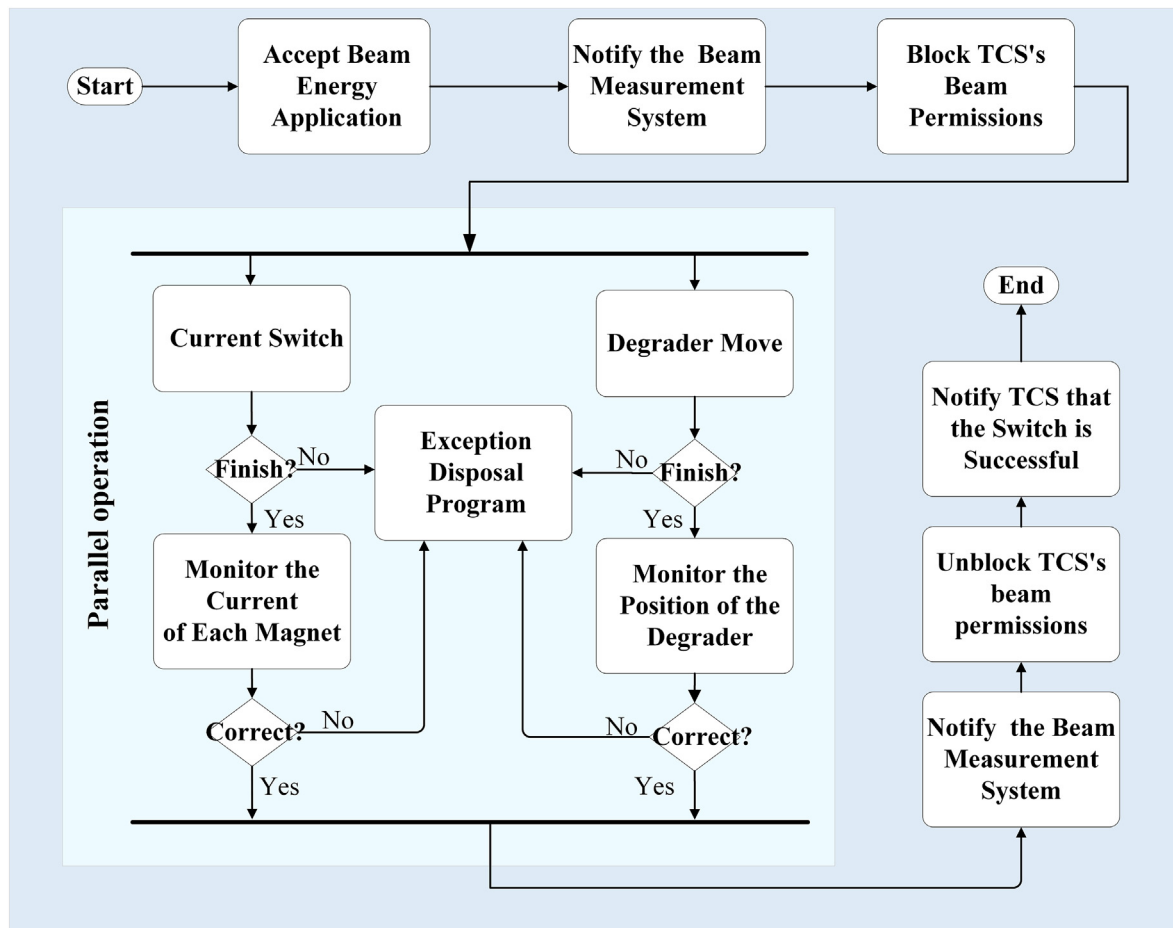 Start
Accept Beam
Energy
Application
Notify the Beam
Measurement
System
Block TCS's
Beam
Permissions
Parallel operation
Current Switch
Finish?
No
Yes
Monitor the
Current
of Each Magnet
Correct?
No
Yes
Exception
Disposal
Program
Degrader Move
Finish?
No
Yes
Monitor the
Position of the
Degrader
Correct?
No
Yes
Notify the Beam
Measurement
System
Unblock TCS's
beam
permissions
Notify TCS that
the Switch is
Successful
End